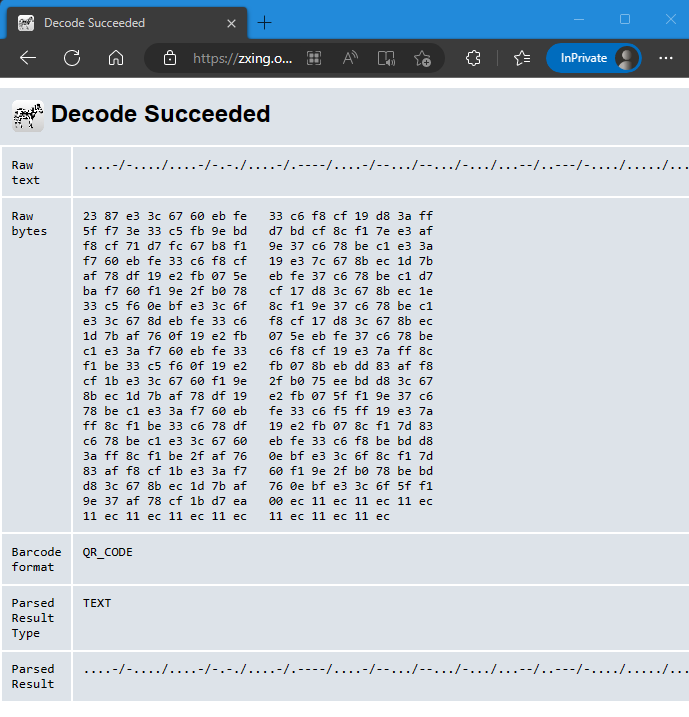 Decode Succeeded
https://zxing.o...
InPrivate
Decode Succeeded
Raw text
....-/-..../....-/-.-./....-/.----/....-/--.../--.../-.../...--/..---/-..../...../...
Raw bytes
23 87 e3 3c 67 60 eb fe 33 c6 f8 cf 19 d8 3a ff
5f f7 3e 33 c5 fb 9e bd d7 bd cf 8c f1 7e e3 af
f8 cf 71 d7 fc 67 b8 f1 9e 37 c6 78 be c1 e3 3a
f7 60 eb fe 33 c6 f8 cf 19 e3 7c 67 8b ec 1d 7b
af 78 df 19 e2 fb 07 5e eb fe 37 c6 78 be c1 d7
ba f7 60 f1 9e 2f b0 78 cf 17 d8 3c 67 8b ec 1e
33 c5 f6 0e bf e3 3c 6f 8c f1 9e 37 c6 78 be c1
e3 3c 67 8d eb fe 33 c6 f8 cf 17 d8 3c 67 8b ec
1d 7b af 76 0f 19 e2 fb 07 5e eb fe 37 c6 78 be
c1 e3 3a f7 60 eb fe 33 c6 f8 cf 19 e3 7a ff 8c
f1 be 33 c5 f6 0f 19 e2 fb 07 8b eb dd 83 af f8
cf 1b e3 3c 67 60 f1 9e 2f b0 75 ee bd d8 3c 67
8b ec 1d 7b af 78 df 19 e2 fb 07 5f f1 9e 37 c6
78 be c1 e3 3a f7 60 eb fe 33 c6 f5 ff 19 e3 7a
ff 8c f1 be 33 c6 78 df 19 e2 fb 07 8c f1 7d 83
c6 78 be c1 e3 3c 67 60 eb fe 33 c6 f8 be bd d8
3a ff 8c f1 be 2f af 76 0e bf e3 3c 6f 8c f1 7d
83 af f8 cf 1b e3 3a f7 60 f1 9e 2f b0 78 be bd
d8 3c 67 8b ec 1d 7b af 76 0e bf e3 3c 6f 5f f1
9e 37 af 78 cf 1b d7 ea 00 ec 11 ec 11 ec 11 ec
11 ec 11 ec 11 ec 11 ec 11 ec 11 ec 11 ec
Barcode format
QR_CODE
Parsed Result Type
TEXT
Parsed Result
....-/-..../....-/-.-./....-/.----/....-/--.../--.../-.../...--/..---/-..../...../...